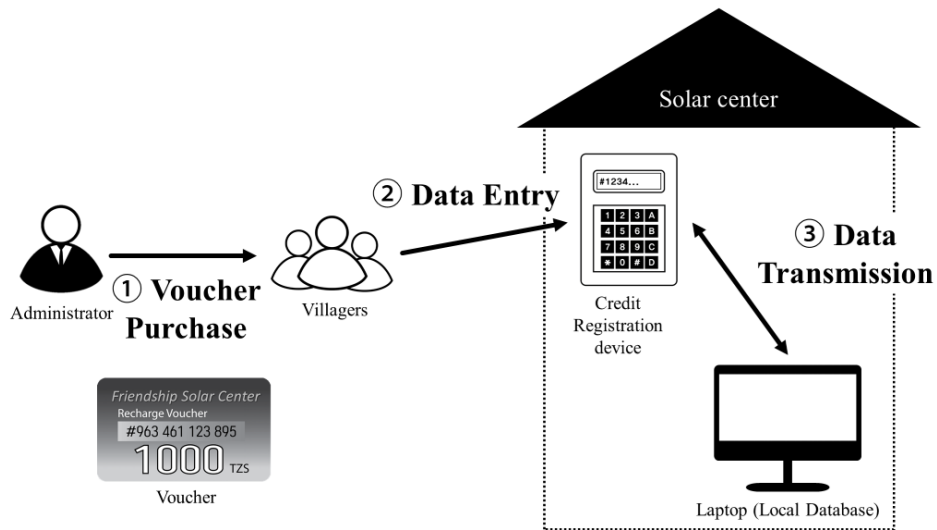 Solar center
② Data Entry
#1234...
1 2 3 A
4 5 6 B
7 8 9 C
* 0 # D
③ Data
Transmission
Administrator
① Voucher
Purchase
Villagers
Credit
Registration
device
Friendship Solar Center
Recharge Voucher
#963 461 123 895
1000 TZS
Voucher
Laptop (Local Database)